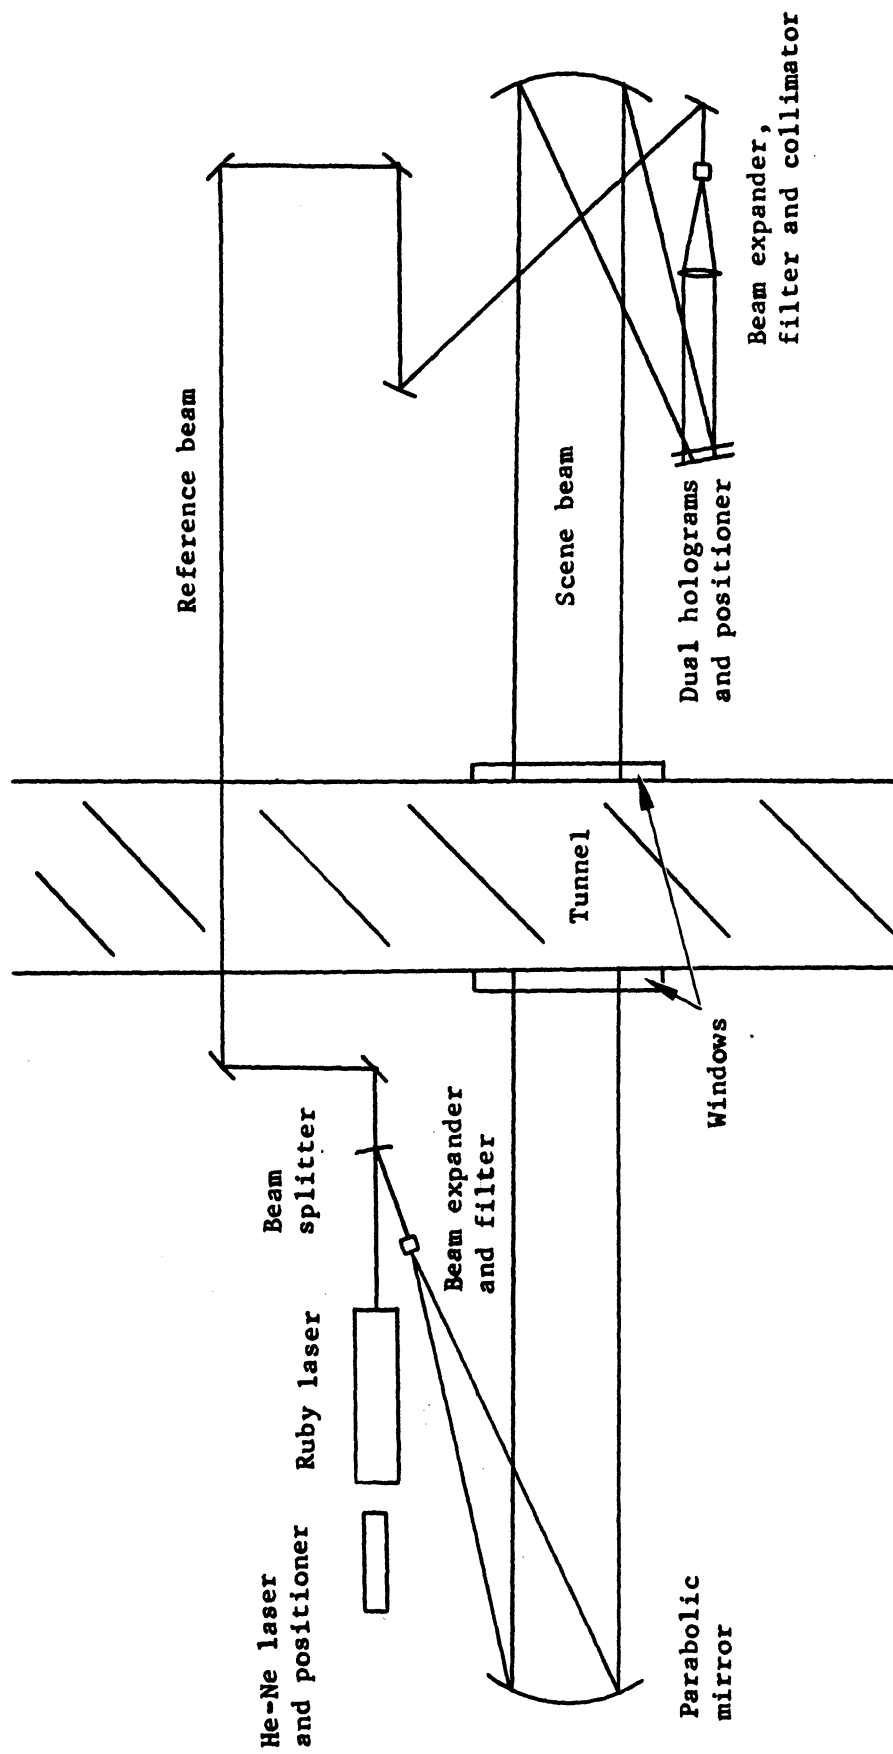 He-Ne laser
and positioner
Ruby laser
Beam
splitter
Beam expander
and filter
Parabolic
mirror
Windows
Tunnel
Reference beam
Scene beam
Dual holograms
and positioner
Beam expander,
filter and collimator